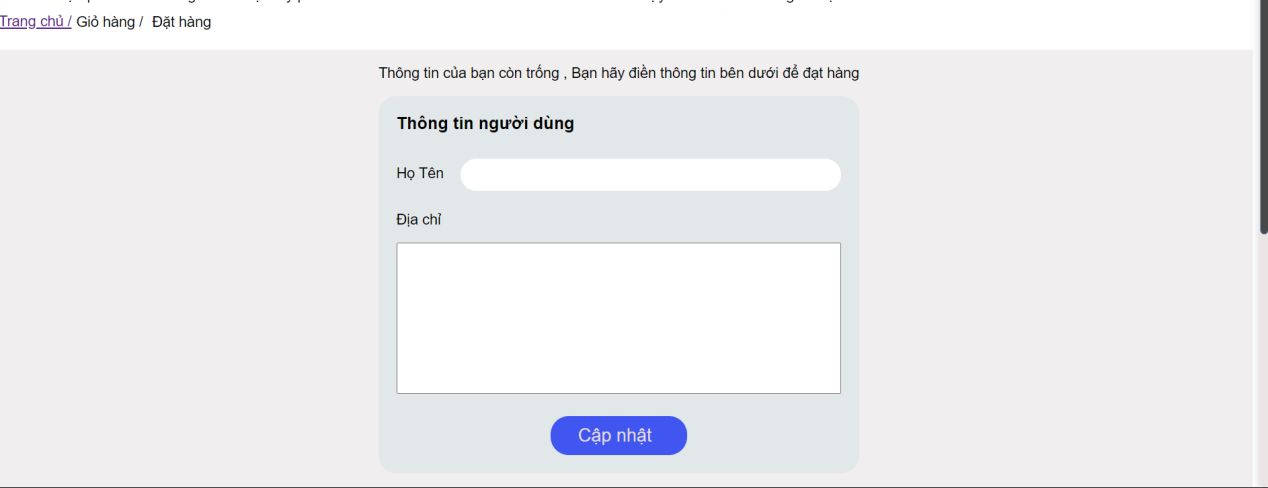 Trang chủ / Giỏ hàng / Đặt hàng
Thông tin của bạn còn trống , Bạn hãy điền thông tin bên dưới để đặt hàng
Thông tin người dùng
Họ Tên
Địa chỉ
Cập nhật